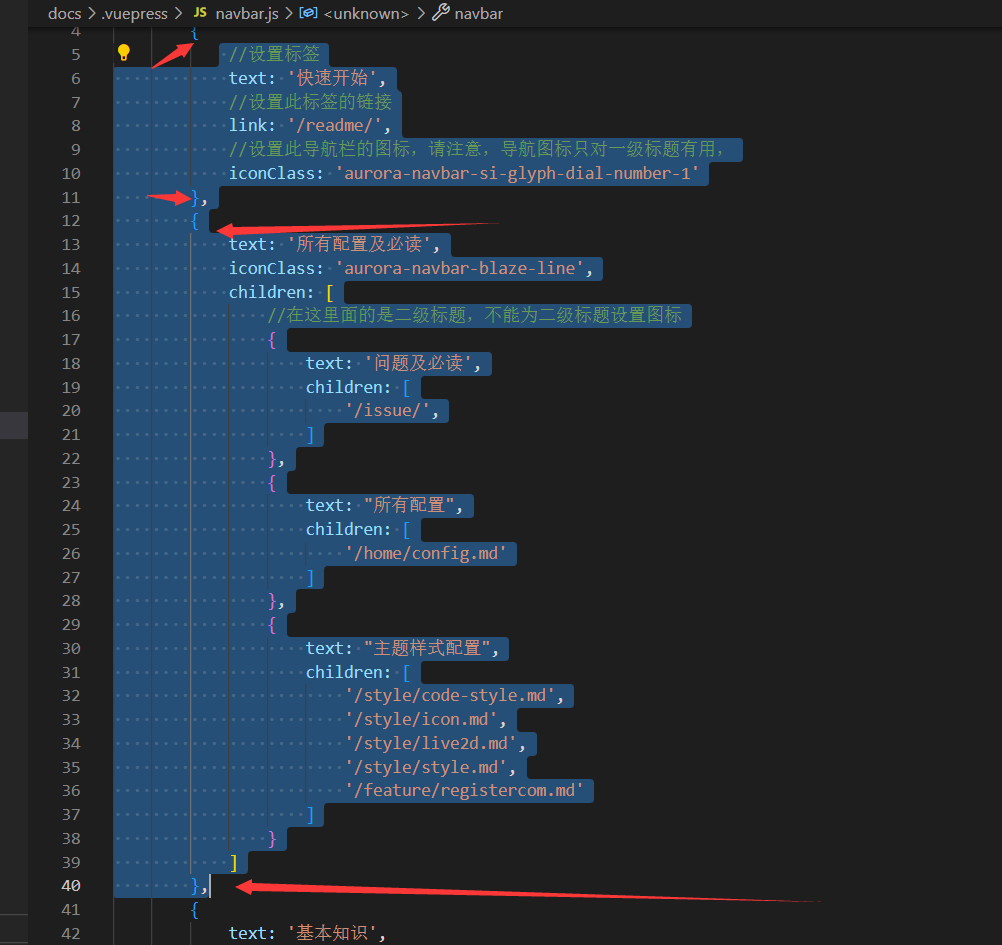 docs > .vuepress > JS navbar.js > <unknown> > navbar
4 {
5 //设置标签
6 text: '快速开始',
7 //设置此标签的链接
8 link: '/readme/',
9 //设置此导航栏的图标，请注意，导航图标只对一级标题有用，
10 iconClass: 'aurora-navbar-si-glyph-dial-number-1'
11 },
12 {
13 text: '所有配置及必读',
14 iconClass: 'aurora-navbar-blaze-line',
15 children: [
16 //在这里面的是二级标题，不能为二级标题设置图标
17 {
18 text: '问题及必读',
19 children: [
20 '/issue/',
21 ]
22 },
23 {
24 text: "所有配置",
25 children: [
26 '/home/config.md'
27 ]
28 },
29 {
30 text: "主题样式配置",
31 children: [
32 '/style/code-style.md',
33 '/style/icon.md',
34 '/style/live2d.md',
35 '/style/style.md',
36 '/feature/registercom.md'
37 ]
38 }
39 ]
40 },
41 {
42 text: '基本知识',